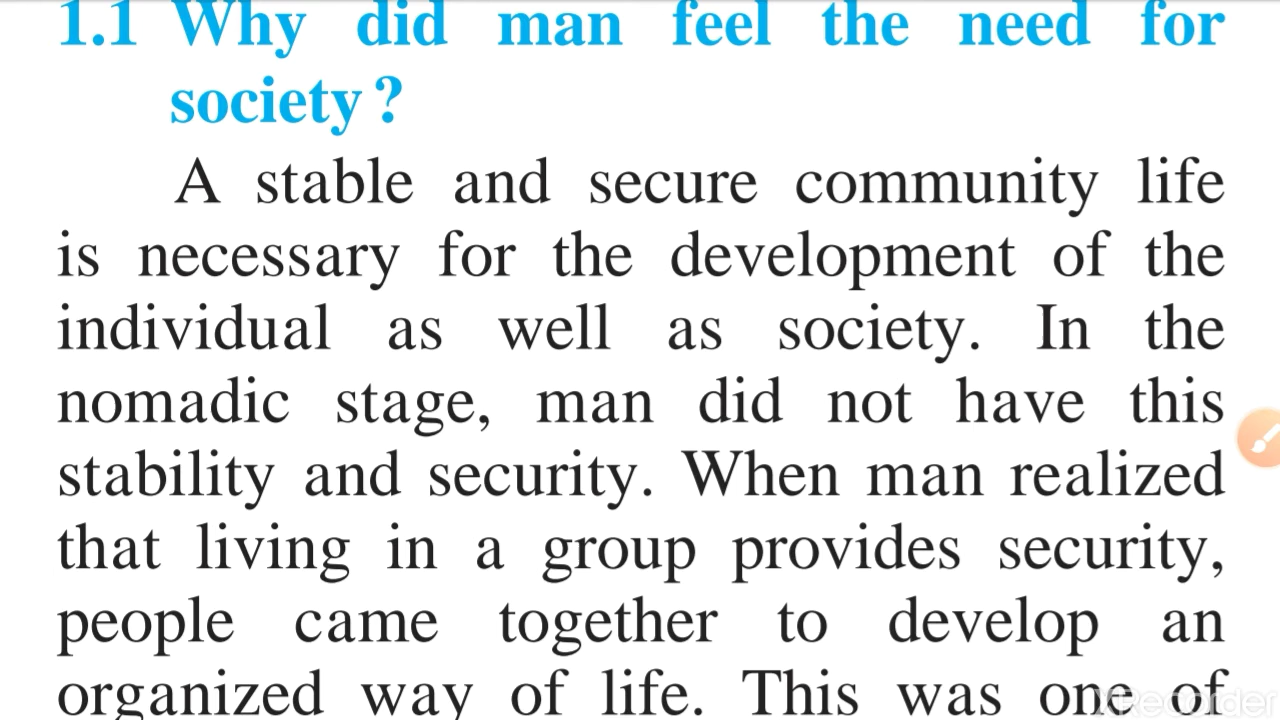 1.1 Why did man feel the need for
society ?
A stable and secure community life
is necessary for the development of the
individual as well as society. In the
nomadic stage, man did not have this
stability and security. When man realized
that living in a group provides security,
people came together to develop an
organized way of life. This was one of
XRecorder